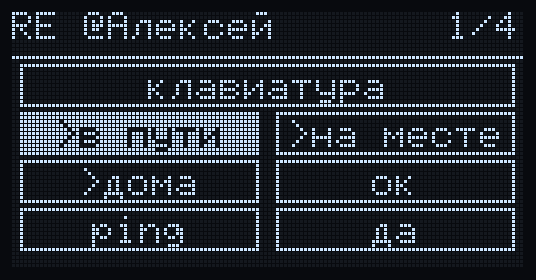 RE @Алексей 1/4
клавиатура
>в пути >на месте
>дома ок
ping да